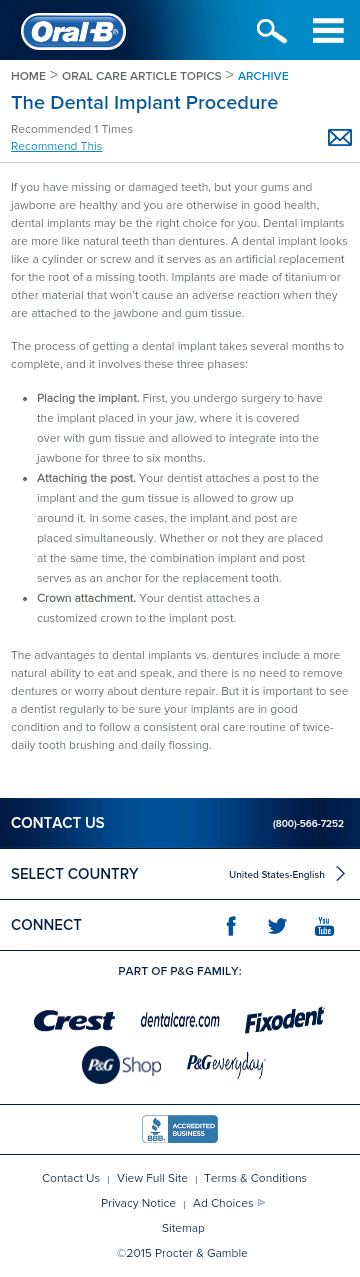 Oral-B
HOME > ORAL CARE ARTICLE TOPICS > ARCHIVE
The Dental Implant Procedure
Recommended 1 Times
Recommend This
If you have missing or damaged teeth, but your gums and
jawbone are healthy and you are otherwise in good health,
dental implants may be the right choice for you. Dental implants
are more like natural teeth than dentures. A dental implant looks
like a cylinder or screw and it serves as an artificial replacement
for the root of a missing tooth. Implants are made of titanium or
other material that won't cause an adverse reaction when they
are attached to the jawbone and gum tissue.
The process of getting a dental implant takes several months to
complete, and it involves these three phases:
• Placing the implant. First, you undergo surgery to have
the implant placed in your jaw, where it is covered
over with gum tissue and allowed to integrate into the
jawbone for three to six months.
• Attaching the post. Your dentist attaches a post to the
implant and the gum tissue is allowed to grow up
around it. In some cases, the implant and post are
placed simultaneously. Whether or not they are placed
at the same time, the combination implant and post
serves as an anchor for the replacement tooth.
• Crown attachment. Your dentist attaches a
customized crown to the implant post.
The advantages to dental implants vs. dentures include a more
natural ability to eat and speak, and there is no need to remove
dentures or worry about denture repair. But it is important to see
a dentist regularly to be sure your implants are in good
condition and to follow a consistent oral care routine of twice-
daily tooth brushing and daily flossing.
CONTACT US (800)-566-7252
SELECT COUNTRY United States-English
CONNECT You Tube
PART OF P&G FAMILY:
Crest dentalcare.com Fixodent
P&G Shop P&G everyday
BBB. ACCREDITED BUSINESS
Contact Us | View Full Site | Terms & Conditions
Privacy Notice | Ad Choices
Sitemap
©2015 Procter & Gamble